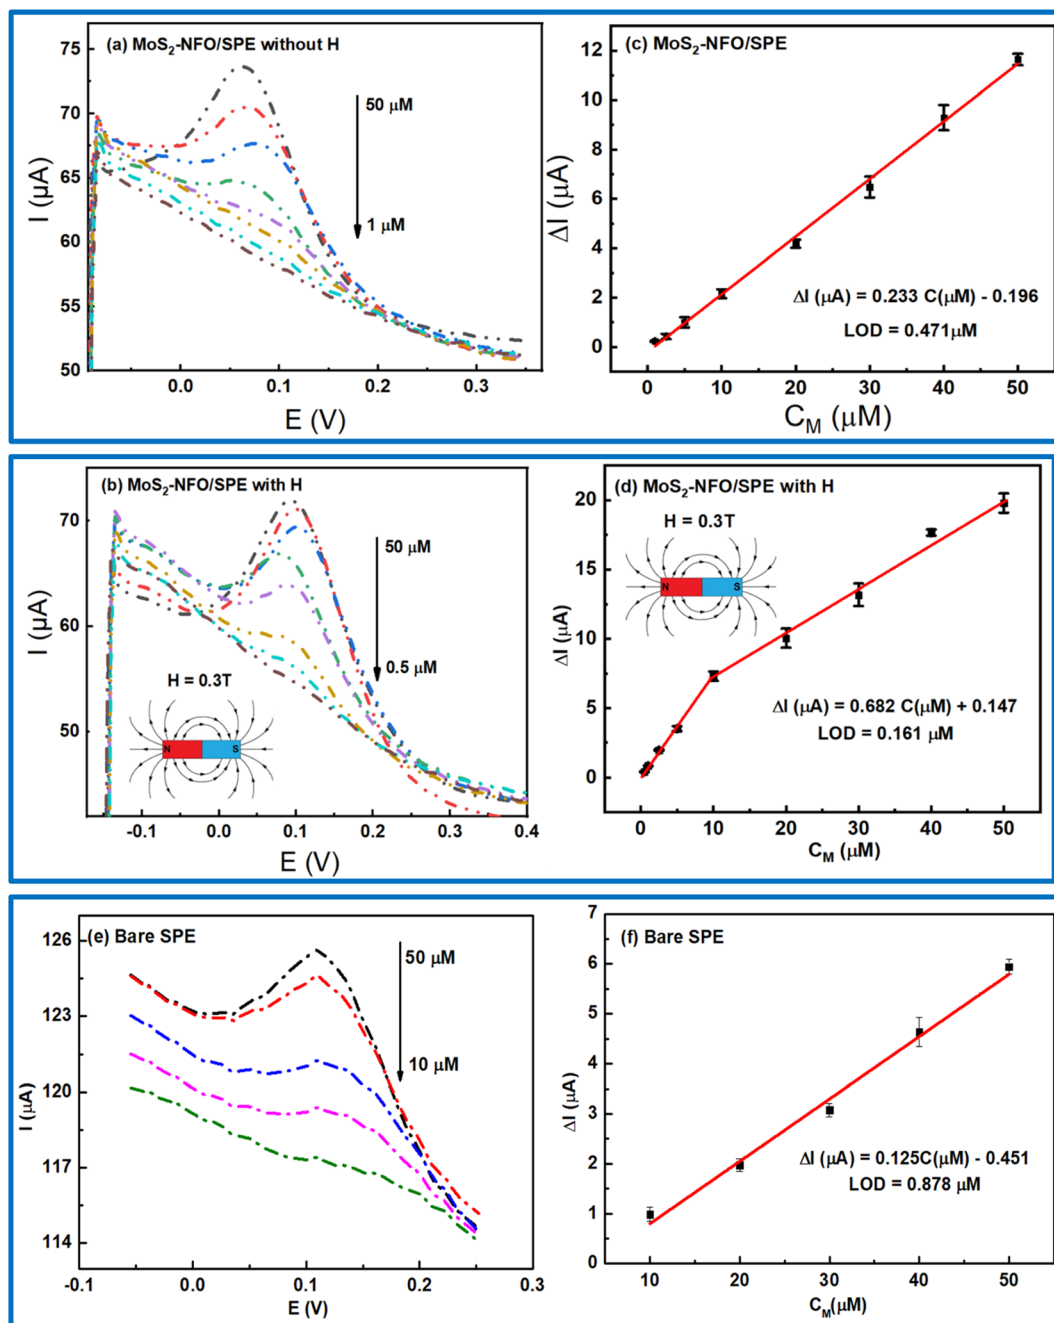 (a) MoS₂-NFO/SPE without H
75
70
65
60
55
50
I (µA)
50 µM
1 µM
0.0 0.1 0.2 0.3
E (V)
(c) MoS₂-NFO/SPE
12
10
8
6
4
2
0
ΔI (µA)
ΔI (µA) = 0.233 C(µM) - 0.196
LOD = 0.471µM
0 10 20 30 40 50
C_M (µM)
(b) MoS₂-NFO/SPE with H
70
60
50
I (µA)
50 µM
0.5 µM
H = 0.3T
N S
-0.1 0.0 0.1 0.2 0.3 0.4
E (V)
(d) MoS₂-NFO/SPE with H
20
15
10
5
0
ΔI (µA)
H = 0.3T
N S
ΔI (µA) = 0.682 C(µM) + 0.147
LOD = 0.161 µM
0 10 20 30 40 50
C_M (µM)
(e) Bare SPE
126
123
120
117
114
I (µA)
50 µM
10 µM
-0.1 0.0 0.1 0.2 0.3
E (V)
(f) Bare SPE
7
6
5
4
3
2
1
0
ΔI (µA)
ΔI (µA) = 0.125C(µM) - 0.451
LOD = 0.878 µM
10 20 30 40 50
C_M(µM)